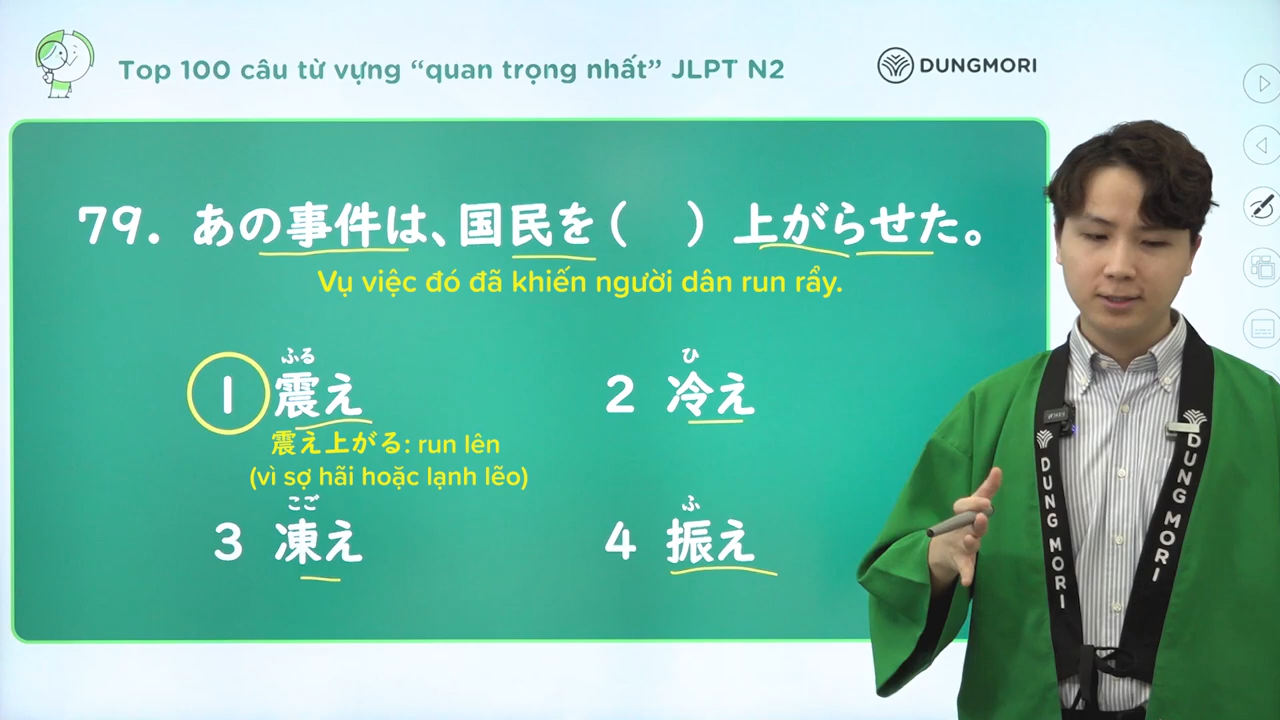 Top 100 câu từ vựng “quan trọng nhất” JLPT N2
DUNGMORI
79. あの事件は、国民を（　）上がらせた。
Vụ việc đó đã khiến người dân run rẩy.
ふる
1 震え
ひ
2 冷え
震え上がる: run lên
(vì sợ hãi hoặc lạnh lẽo)
こご
3 凍え
ふ
4 振え
DUNG MORI
DUNG MORI